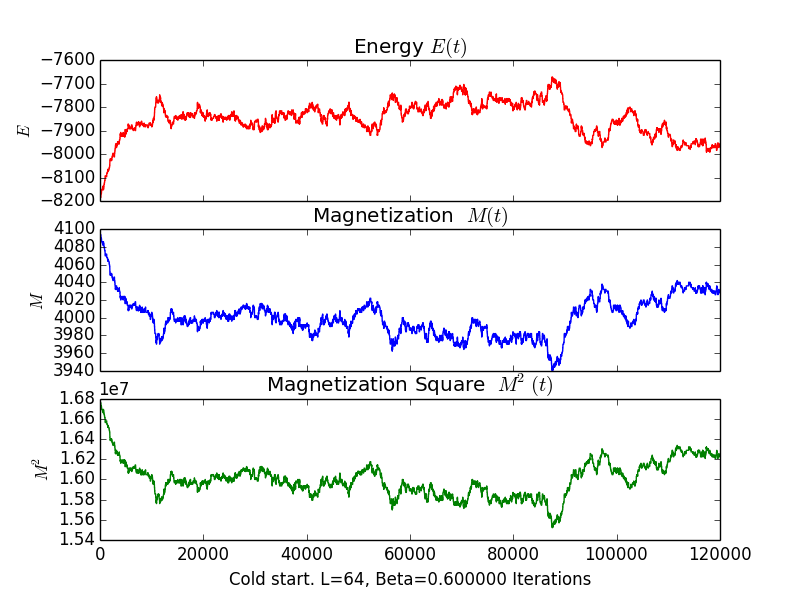 Energy E(t)
−7600
−7700
−7800
−7900
−8000
−8100
−8200
E
Magnetization M(t)
4100
4080
4060
4040
4020
4000
3980
3960
3940
M
1e7
Magnetization Square M² (t)
1.68
1.66
1.64
1.62
1.60
1.58
1.56
1.54
M²
0 20000 40000 60000 80000 100000 120000
Cold start. L=64, Beta=0.600000 Iterations